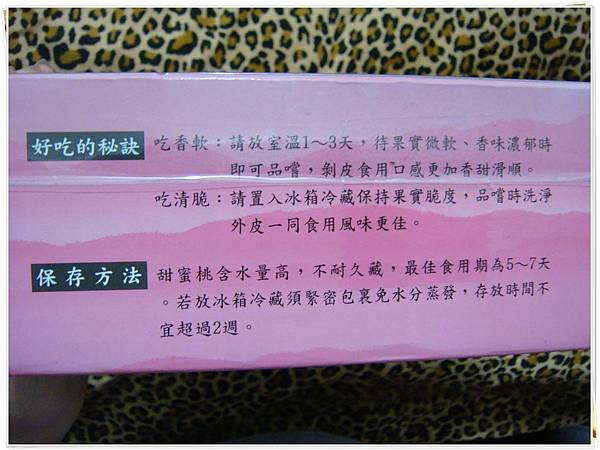 好吃的秘訣 吃香軟：請放室溫1～3天，待果實微軟、香味濃郁時
即可品嚐，剝皮食用口感更加香甜滑順。
吃清脆：請置入冰箱冷藏保持果實脆度，品嚐時洗淨
外皮一同食用風味更佳。
保存方法 甜蜜桃含水量高，不耐久藏，最佳食用期為5～7天
。若放冰箱冷藏須緊密包裹免水分蒸發，存放時間不
宜超過2週。